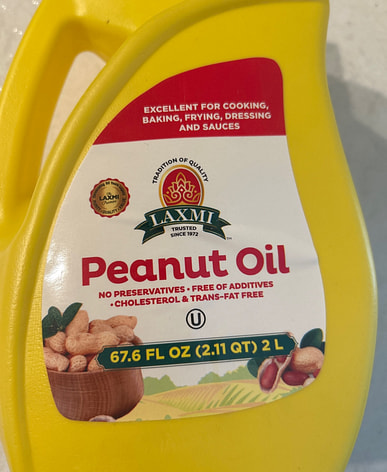 EXCELLENT FOR COOKING,
BAKING, FRYING, DRESSING
AND SAUCES
TRADITION OF QUALITY
LAXMI
LAXMI
TRUSTED
SINCE 1972
Peanut Oil
NO PRESERVATIVES • FREE OF ADDITIVES
• CHOLESTEROL & TRANS-FAT FREE
U
67.6 FL OZ (2.11 QT) 2 L